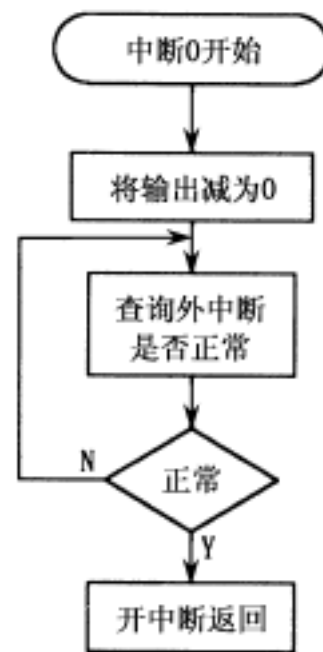 中断0开始
将输出减为0
查询外中断
是否正常
正常
N
Y
开中断返回